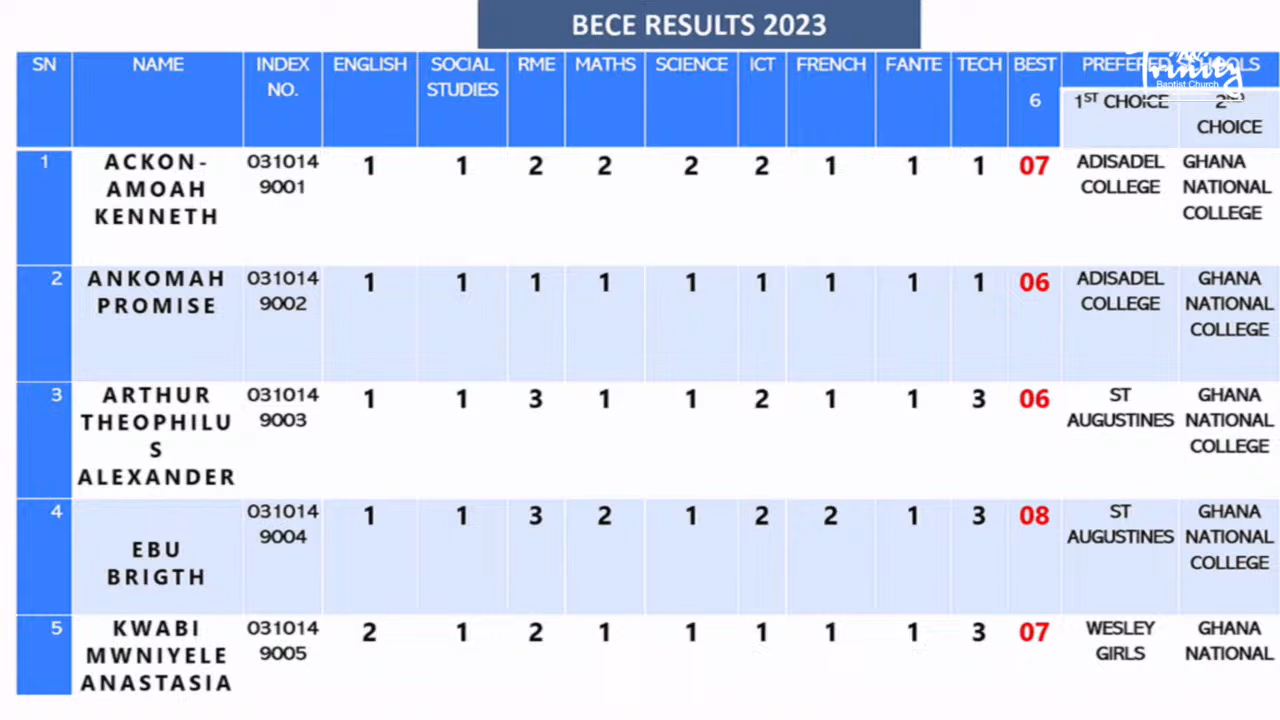 BECE RESULTS 2023
SN NAME INDEX NO. ENGLISH SOCIAL STUDIES RME MATHS SCIENCE ICT FRENCH FANTE TECH BEST 6 PREFERED SCHOOLS
1ST CHOICE 2ND CHOICE
Trinity
Baptist Church
1 ACKON-AMOAH KENNETH 0310149001 1 1 2 2 2 2 1 1 1 07 ADISADEL COLLEGE GHANA NATIONAL COLLEGE
2 ANKOMAH PROMISE 0310149002 1 1 1 1 1 1 1 1 1 06 ADISADEL COLLEGE GHANA NATIONAL COLLEGE
3 ARTHUR THEOPHILUS ALEXANDER 0310149003 1 1 3 1 1 2 1 1 3 06 ST AUGUSTINES GHANA NATIONAL COLLEGE
4 EBU BRIGTH 0310149004 1 1 3 2 1 2 2 1 3 08 ST AUGUSTINES GHANA NATIONAL COLLEGE
5 KWABI MWNIYELE ANASTASIA 0310149005 2 1 2 1 1 1 1 1 3 07 WESLEY GIRLS GHANA NATIONAL